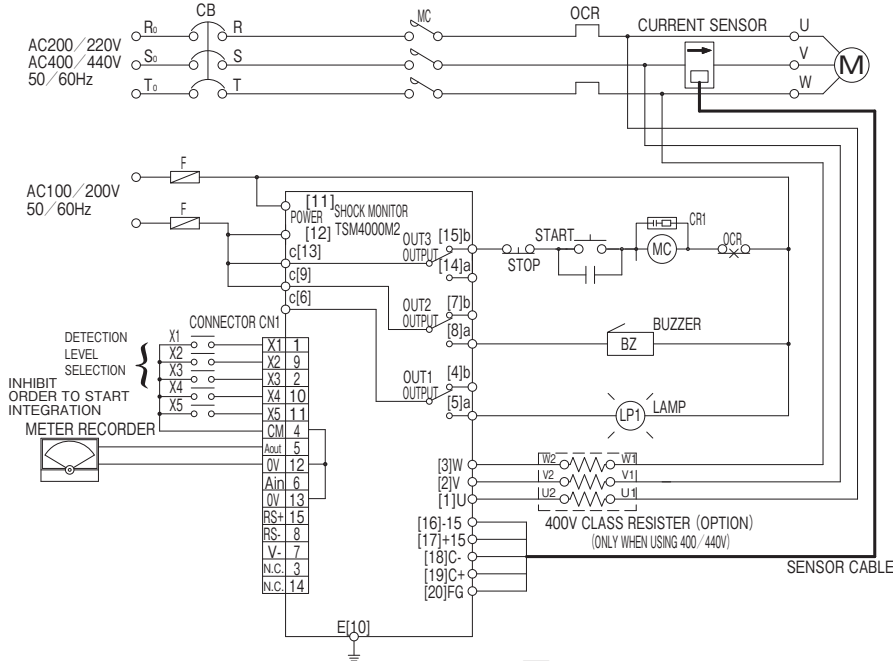 CB
MC
OCR
CURRENT SENSOR
R₀
R
U
AC200/220V
AC400/440V
50/60Hz
S₀
S
V
M
T₀
T
W
F
AC100/200V
50/60Hz
F
[11]
POWER
SHOCK MONITOR
TSM4000M2
[12]
c[13]
OUT3
OUTPUT
[15]b
[14]a
START
STOP
CR1
MC
OCR
c[9]
c[6]
OUT2
OUTPUT
[7]b
[8]a
BUZZER
BZ
CONNECTOR CN1
DETECTION
LEVEL
SELECTION
X1
X2
X3
X4
X5
INHIBIT
ORDER TO START
INTEGRATION
METER RECORDER
X1 1
X2 9
X3 2
X4 10
X5 11
CM 4
Aout 5
0V 12
Ain 6
0V 13
RS+ 15
RS- 8
V- 7
N.C. 3
N.C. 14
OUT1
OUTPUT
[4]b
[5]a
LP1
LAMP
[3]W
[2]V
[1]U
W2
W1
V2
V1
U2
U1
400V CLASS RESISTER (OPTION)
(ONLY WHEN USING 400/440V)
[16]-15
[17]+15
[18]C-
[19]C+
[20]FG
SENSOR CABLE
E[10]